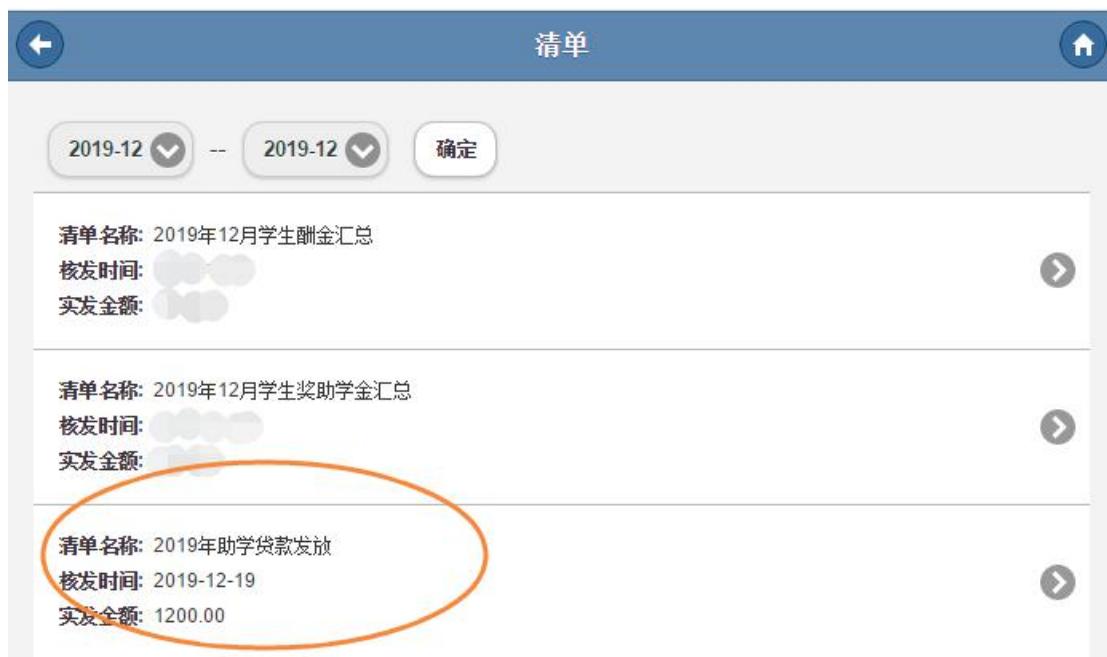 清单
2019-12 -- 2019-12 确定
清单名称: 2019年12月学生酬金汇总
核发时间:
实发金额:
清单名称: 2019年12月学生奖助学金汇总
核发时间:
实发金额:
清单名称: 2019年助学贷款发放
核发时间: 2019-12-19
实发金额: 1200.00